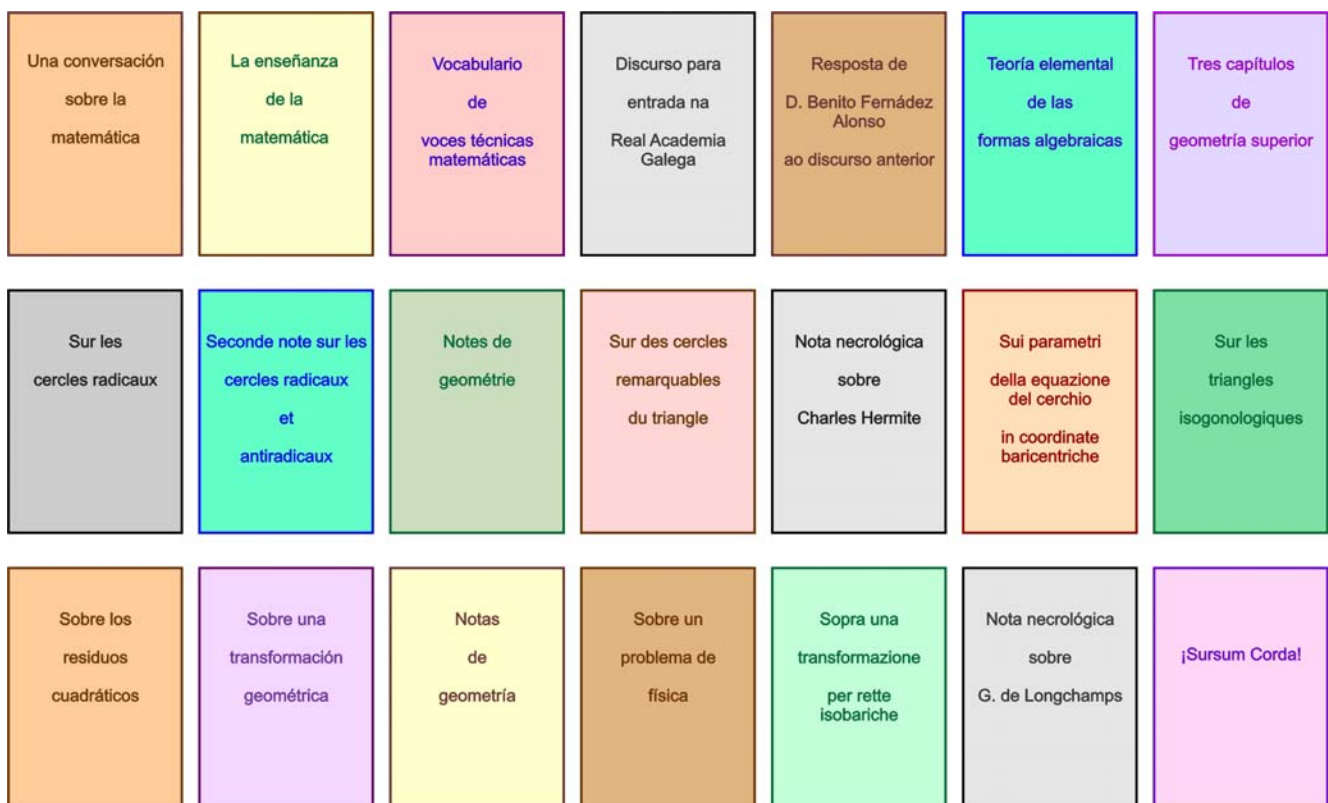 Una conversación
sobre la
matemática
La enseñanza
de la
matemática
Vocabulario
de
voces técnicas
matemáticas
Discurso para
entrada na
Real Academia
Galega
Resposta de
D. Benito Fernádez
Alonso
ao discurso anterior
Teoría elemental
de las
formas algebraicas
Tres capítulos
de
geometría superior
Sur les
cercles radicaux
Seconde note sur les
cercles radicaux
et
antiradicaux
Notes de
geométrie
Sur des cercles
remarquables
du triangle
Nota necrológica
sobre
Charles Hermite
Sui parametri
della equazione
del cerchio
in coordinate
baricentriche
Sur les
triangles
isogonologiques
Sobre los
residuos
cuadráticos
Sobre una
transformación
geométrica
Notas
de
geometría
Sobre un
problema de
física
Sopra una
transformazione
per rette
isobariche
Nota necrológica
sobre
G. de Longchamps
¡Sursum Corda!